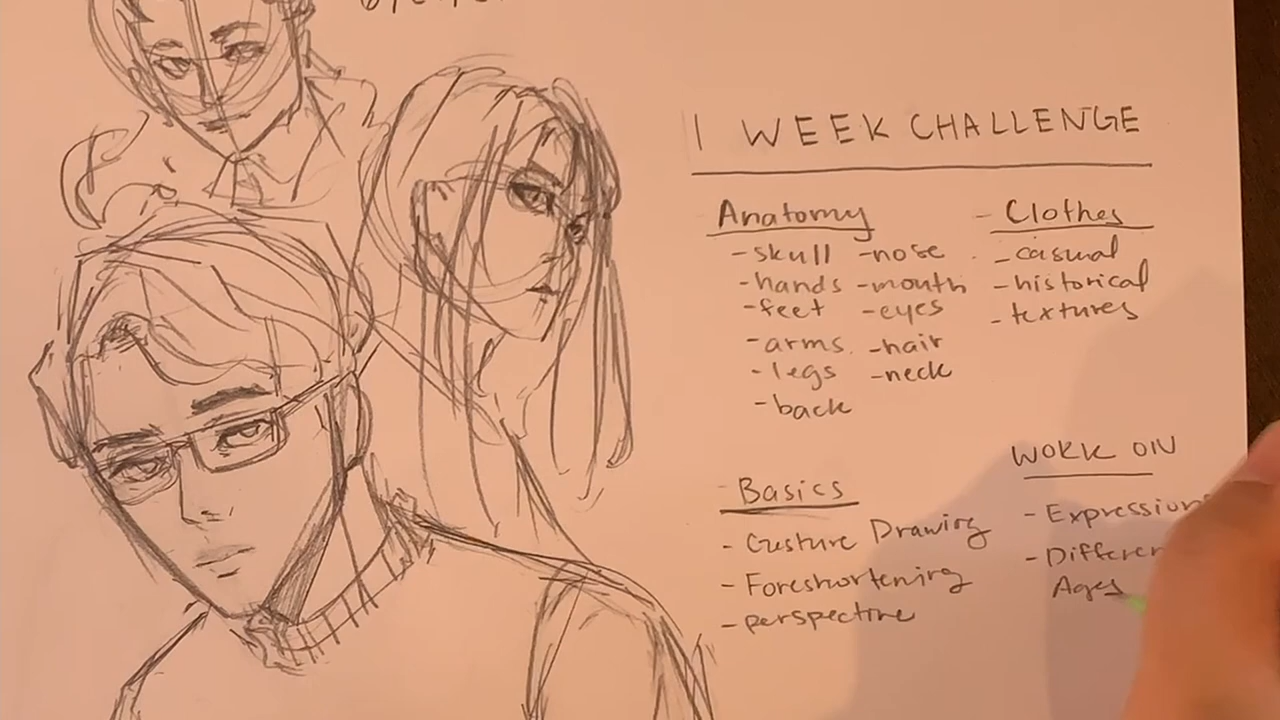 1 WEEK CHALLENGE
Anatomy
- skull - nose
- hands - mouth
- feet - eyes
- arms - hair
- legs - neck
- back
- Clothes
- casual
- historical
- textures
- Basics
- Gesture Drawing
- Foreshortening
- perspective
WORK ON
- Expression
- Differen
Ages